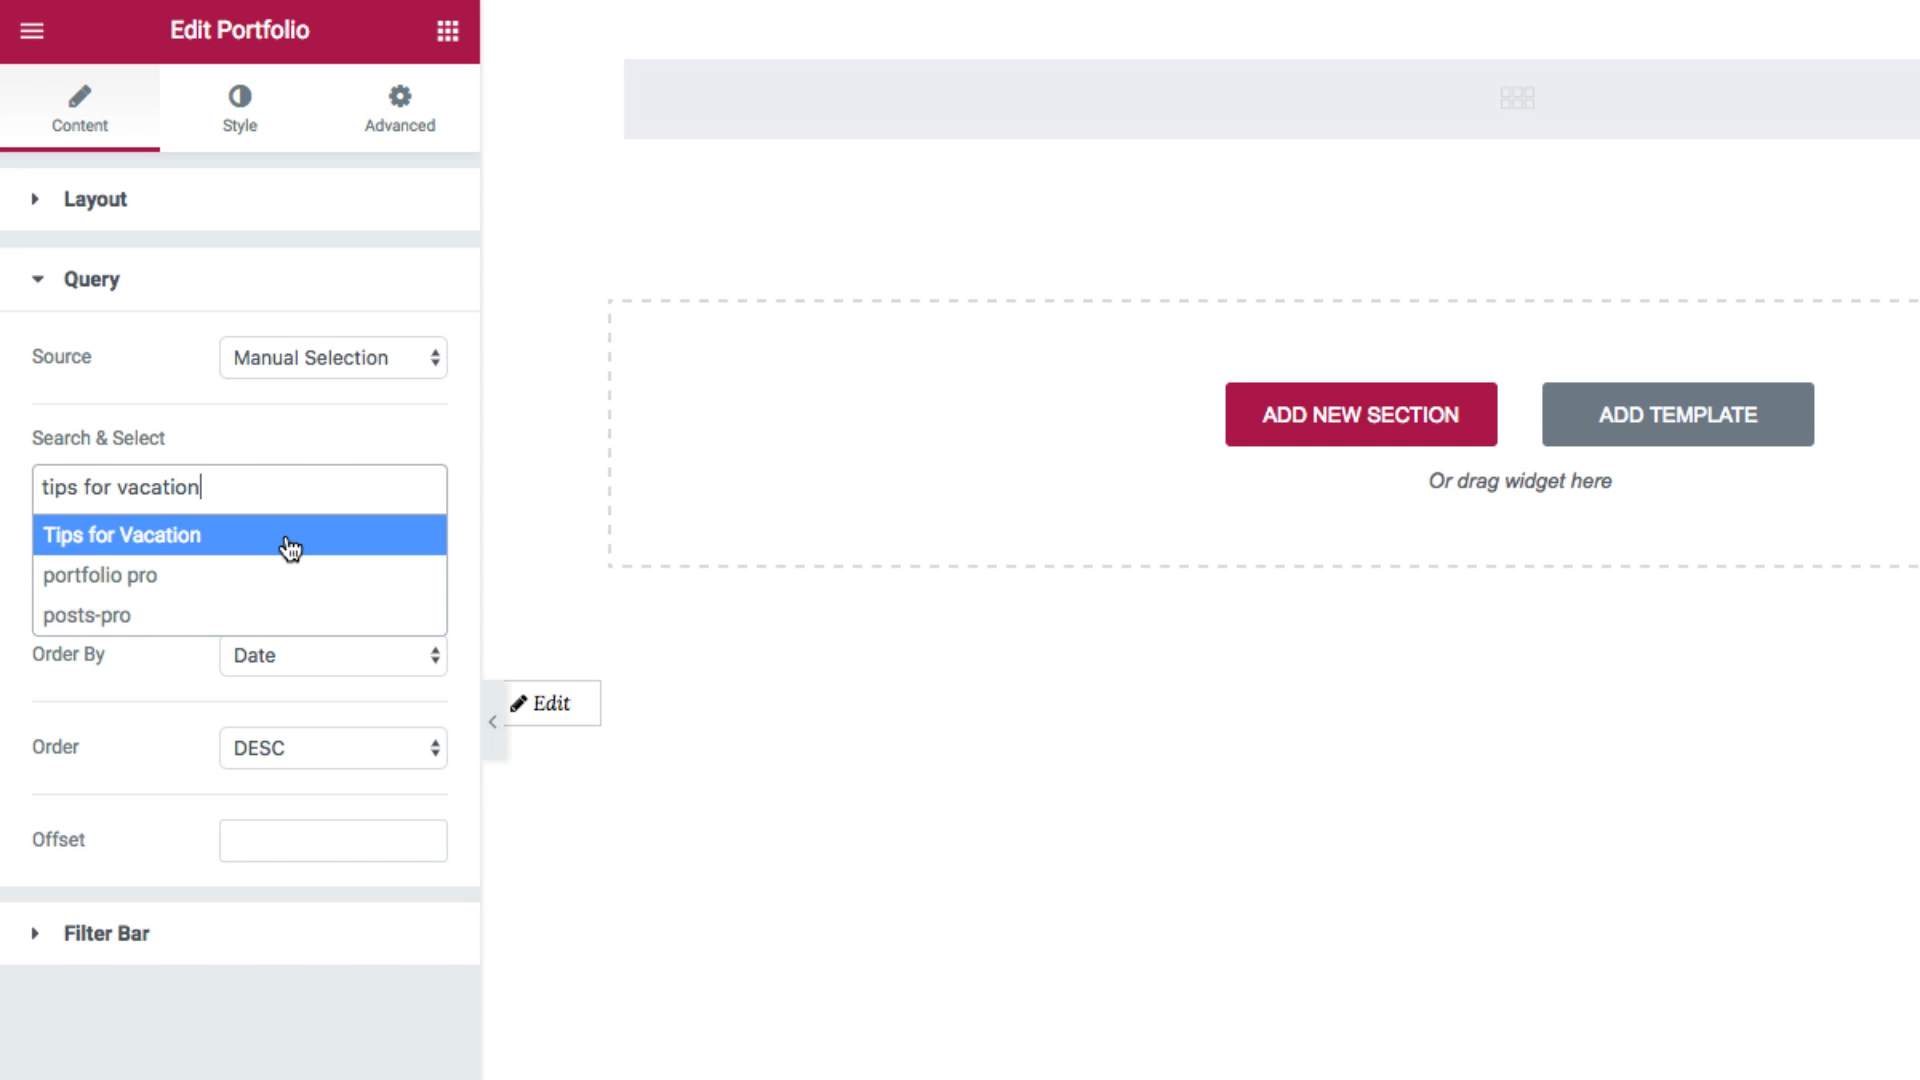 Edit Portfolio
Content
Style
Advanced
Layout
Query
Source
Manual Selection
Search & Select
tips for vacation
Tips for Vacation
portfolio pro
posts-pro
Order By
Date
Order
DESC
Offset
Filter Bar
ADD NEW SECTION
ADD TEMPLATE
Or drag widget here
Edit